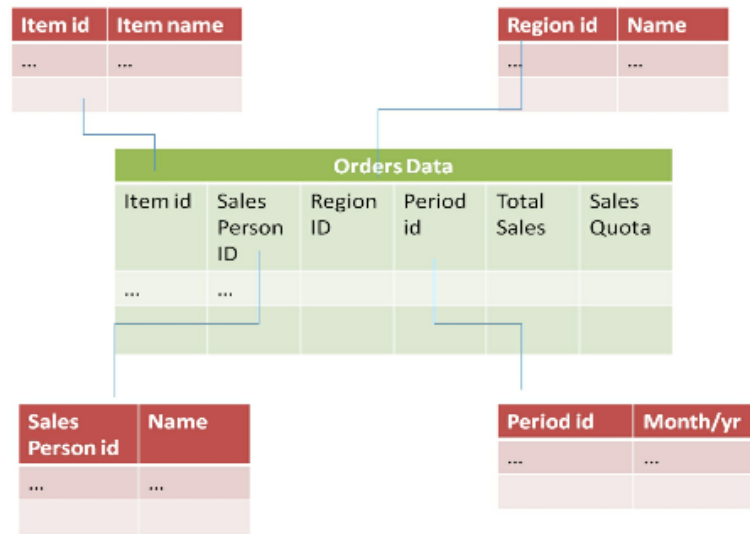 Item id Item name
... ...
Region id Name
... ...
Orders Data
Item id Sales Person ID Region ID Period id Total Sales Sales Quota
... ...
Sales Person id Name
... ...
Period id Month/yr
... ...